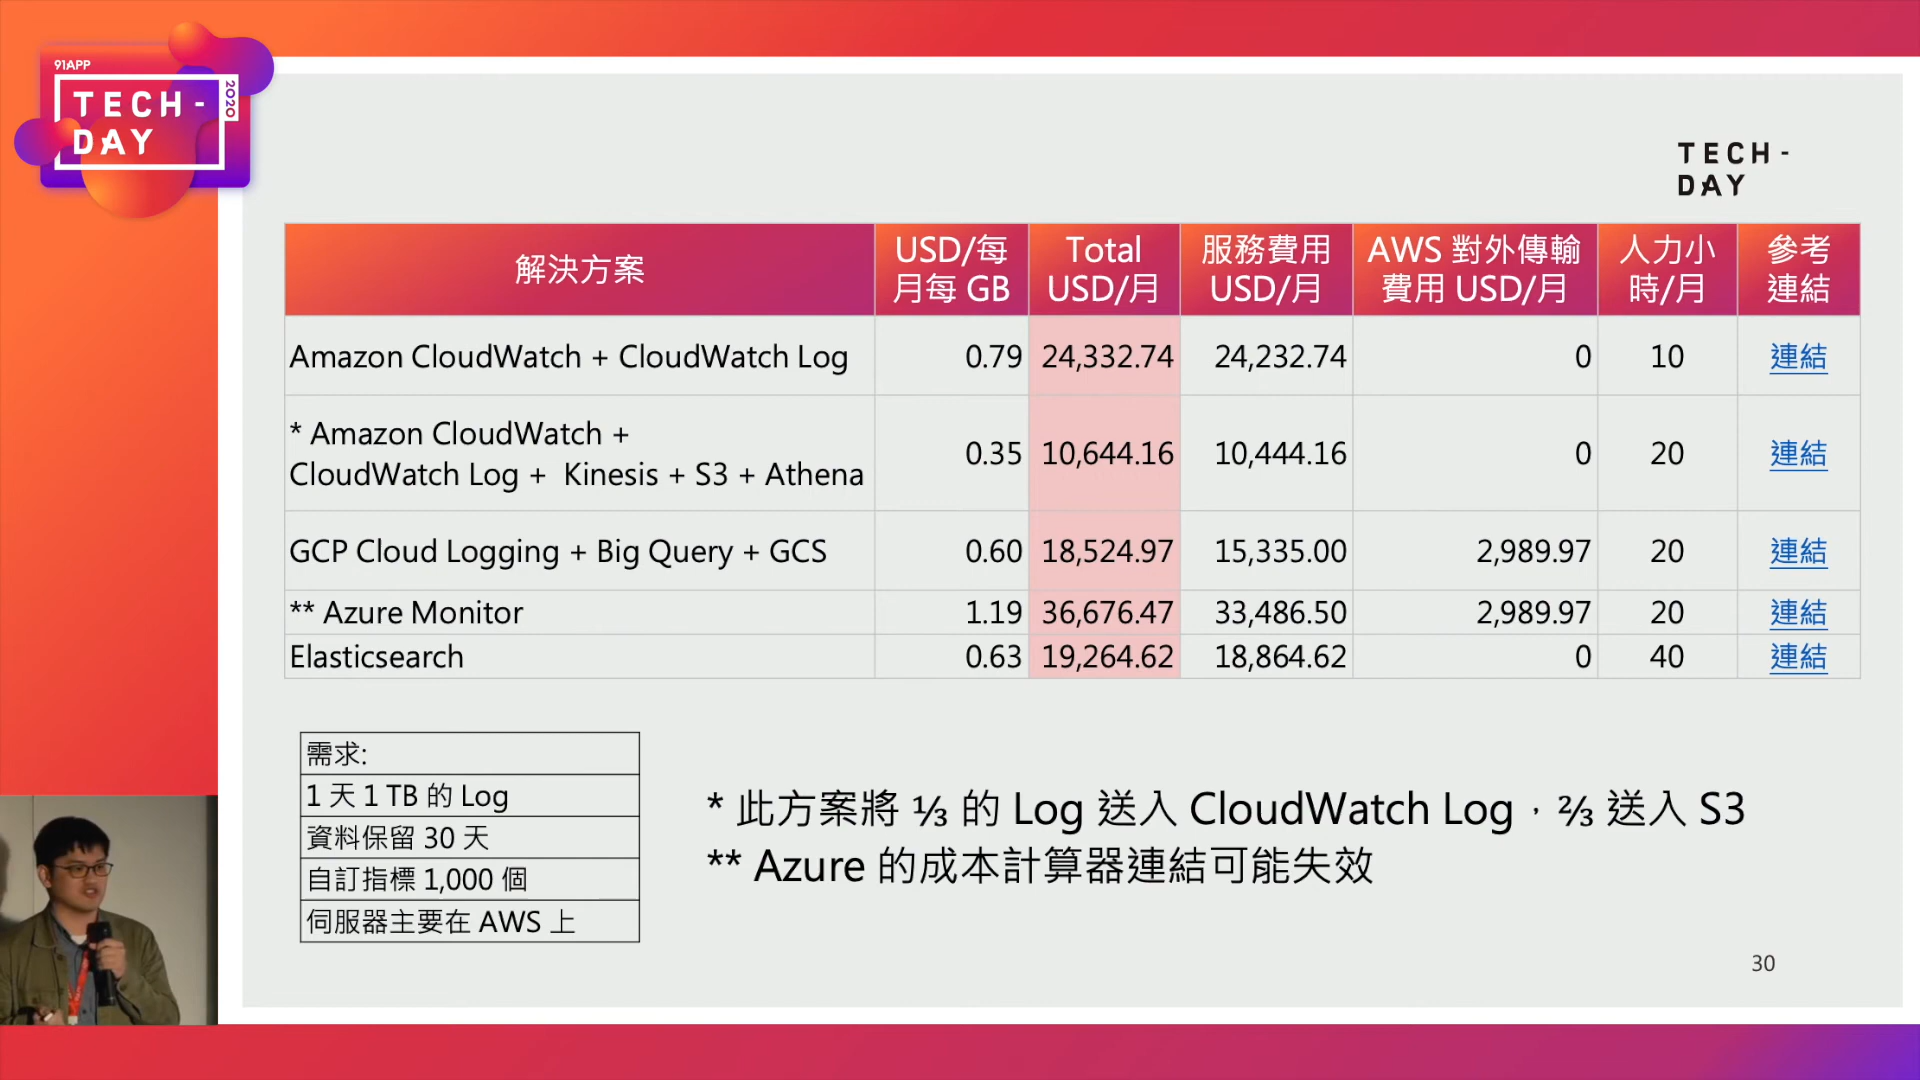 91APP
TECH-
DAY
2020
TECH-
DAY
解決方案
USD/每
月每 GB
Total
USD/月
服務費用
USD/月
AWS 對外傳輸
費用 USD/月
人力小
時/月
參考
連結
Amazon CloudWatch + CloudWatch Log
0.79
24,332.74
24,232.74
0
10
連結
* Amazon CloudWatch +
CloudWatch Log + Kinesis + S3 + Athena
0.35
10,644.16
10,444.16
0
20
連結
GCP Cloud Logging + Big Query + GCS
0.60
18,524.97
15,335.00
2,989.97
20
連結
** Azure Monitor
1.19
36,676.47
33,486.50
2,989.97
20
連結
Elasticsearch
0.63
19,264.62
18,864.62
0
40
連結
需求:
1 天 1 TB 的 Log
資料保留 30 天
自訂指標 1,000 個
伺服器主要在 AWS 上
* 此方案將 ⅓ 的 Log 送入 CloudWatch Log，⅔ 送入 S3
** Azure 的成本計算器連結可能失效
30